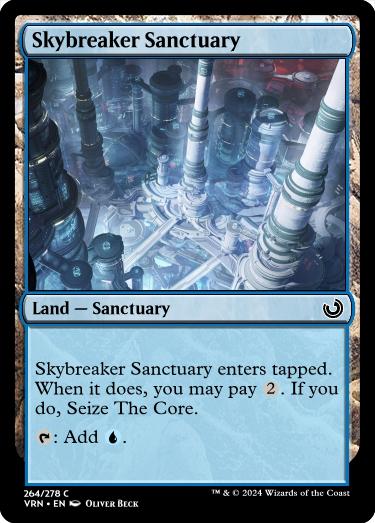 Skybreaker Sanctuary
Land — Sanctuary
Skybreaker Sanctuary enters tapped.
When it does, you may pay 2. If you
do, Seize The Core.
: Add .
264/278 C
VRN • EN Oliver Beck
™ & © 2024 Wizards of the Coast